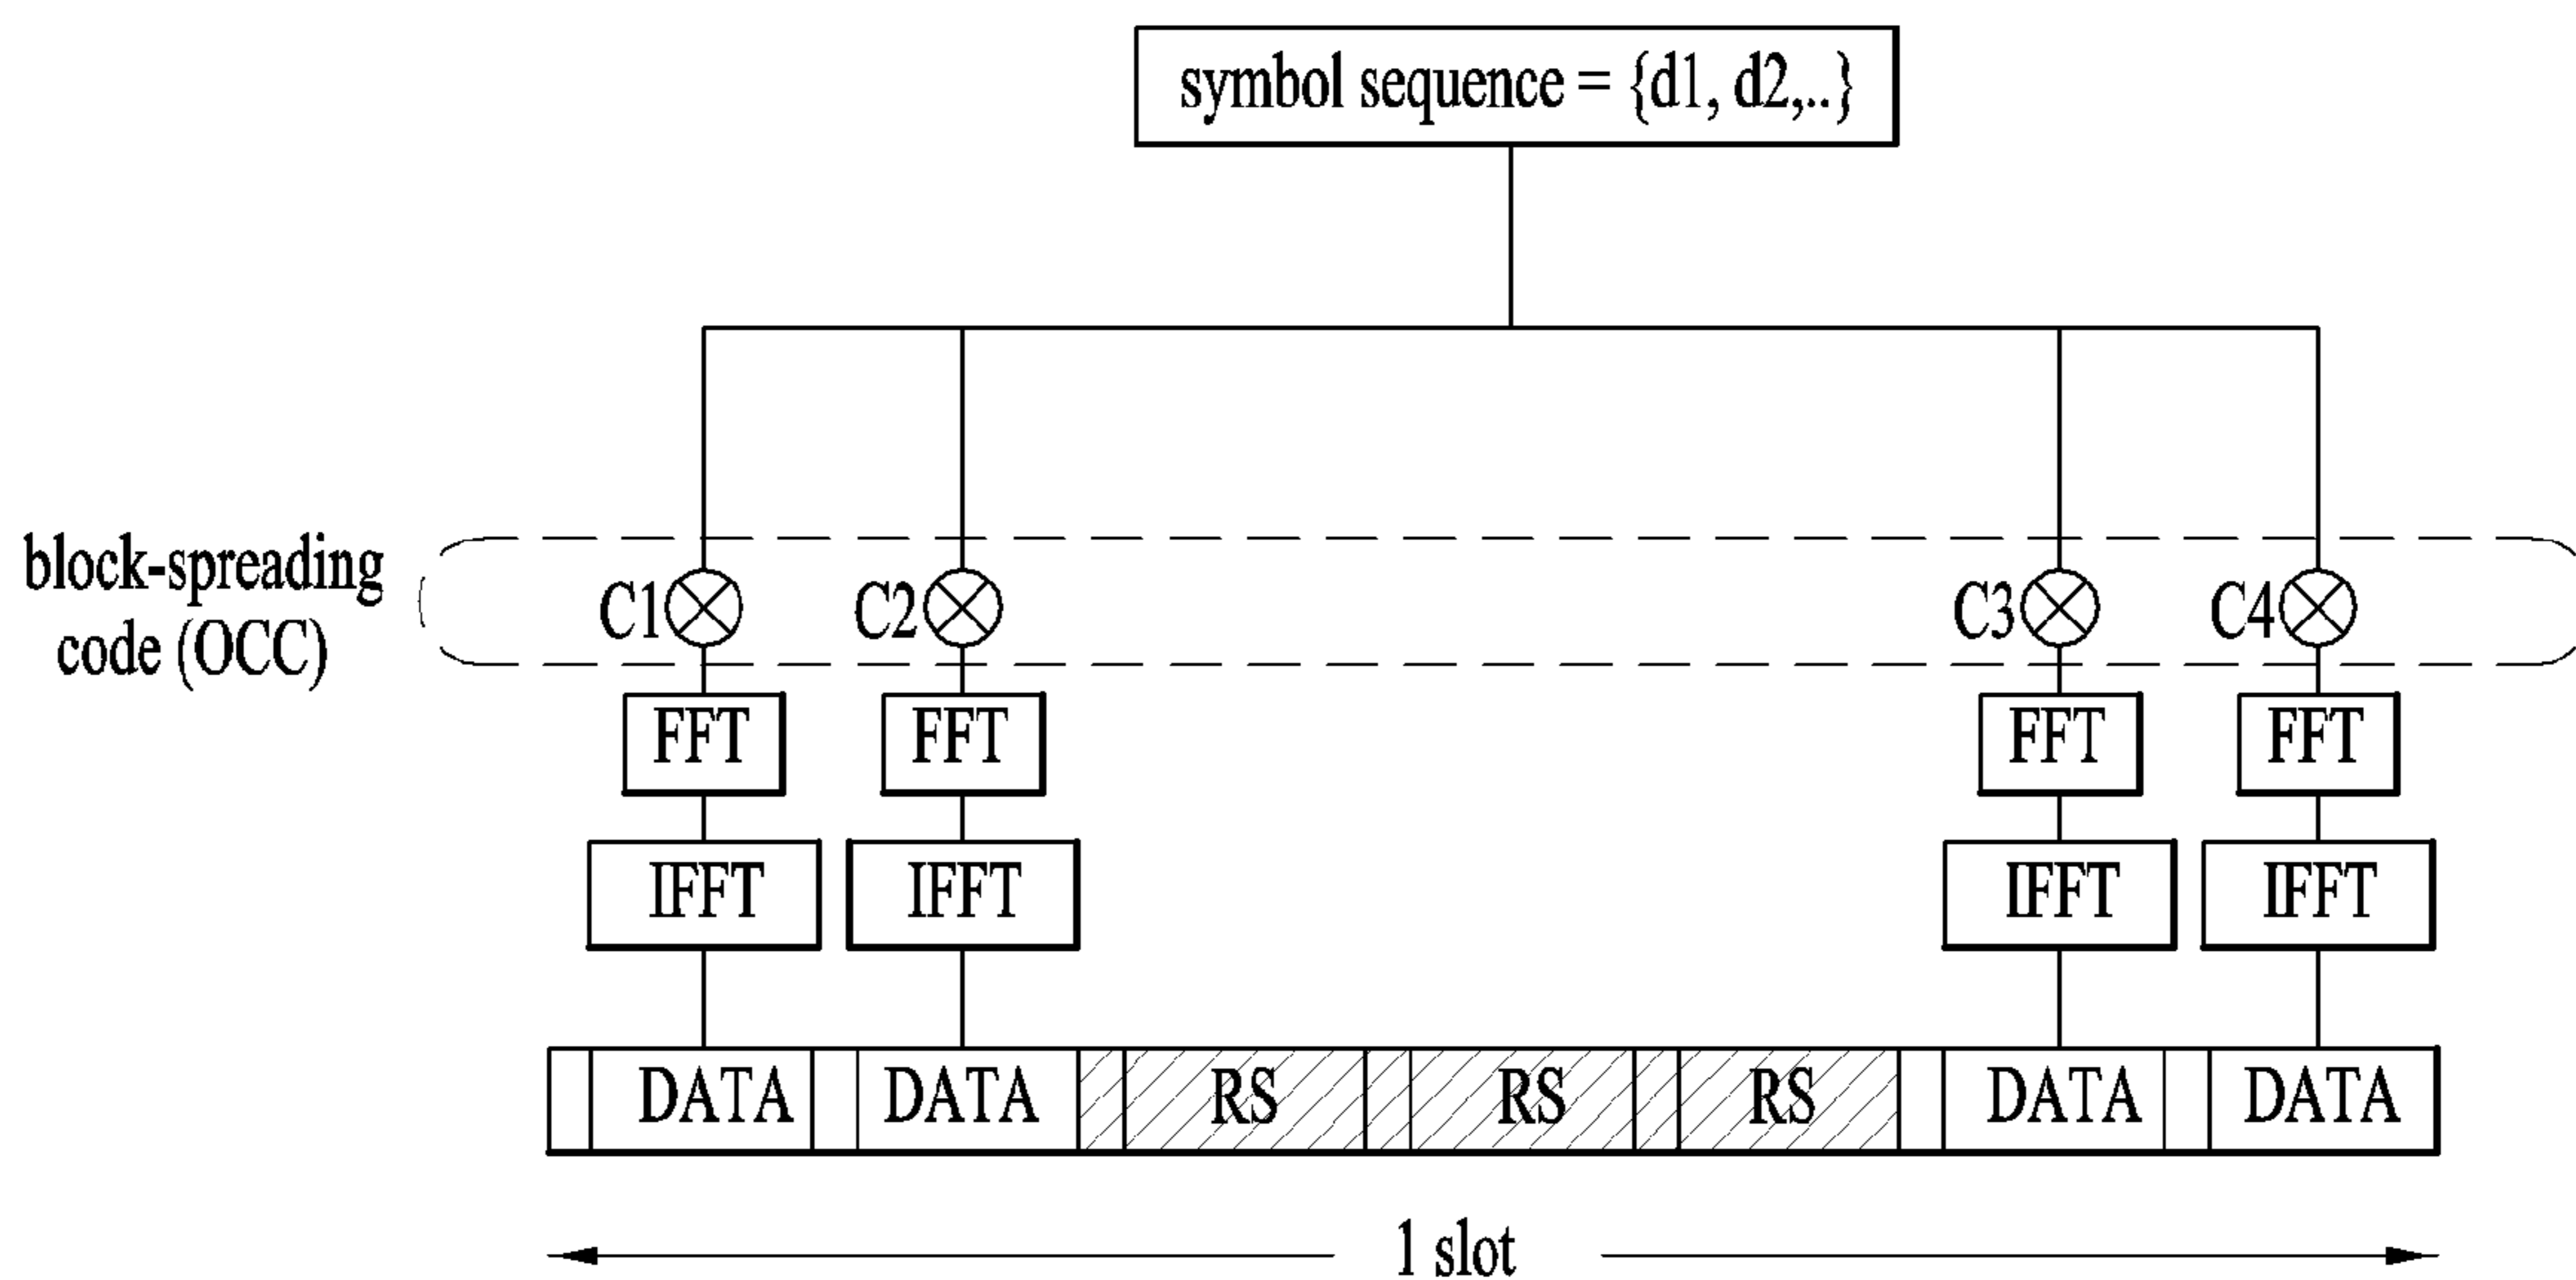 symbol sequence = {d1, d2,..}
block-spreading
code (OCC)
C1 C2 C3 C4
FFT FFT FFT FFT
IFFT IFFT IFFT IFFT
DATA DATA RS RS RS DATA DATA
1 slot